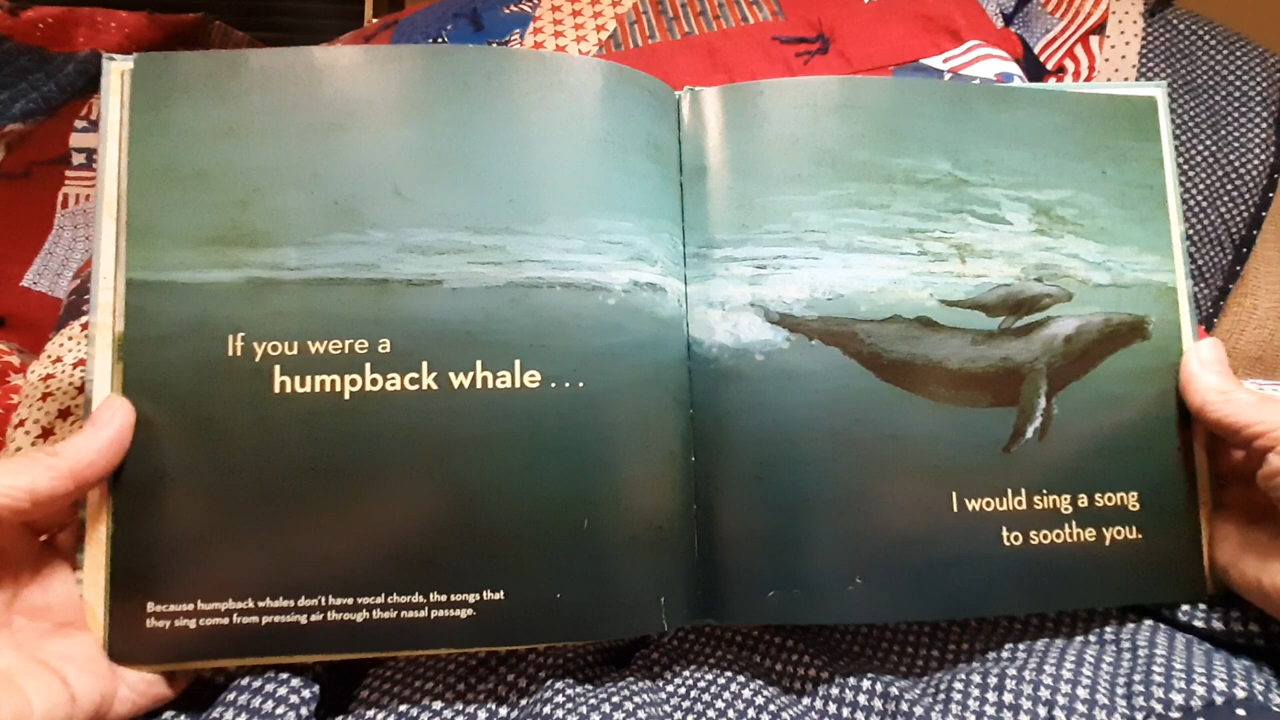 If you were a
humpback whale . . .
I would sing a song
to soothe you.
Because humpback whales don't have vocal chords, the songs that
they sing come from pressing air through their nasal passage.